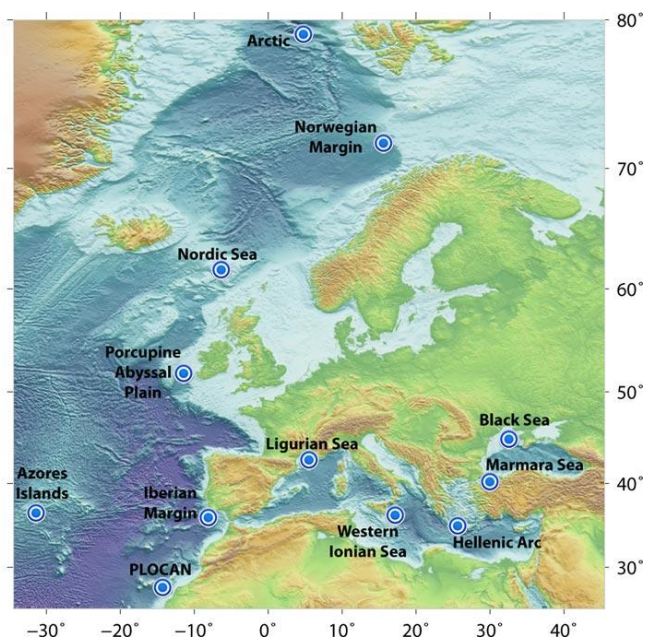 80˚
Arctic
Norwegian
Margin
70˚
Nordic Sea
60˚
Porcupine
Abyssal
Plain
50˚
Black Sea
Ligurian Sea
Marmara Sea
Azores
Islands
40˚
Iberian
Margin
Western
Ionian Sea
Hellenic Arc
PLOCAN
30˚
−30˚ −20˚ −10˚ 0˚ 10˚ 20˚ 30˚ 40˚